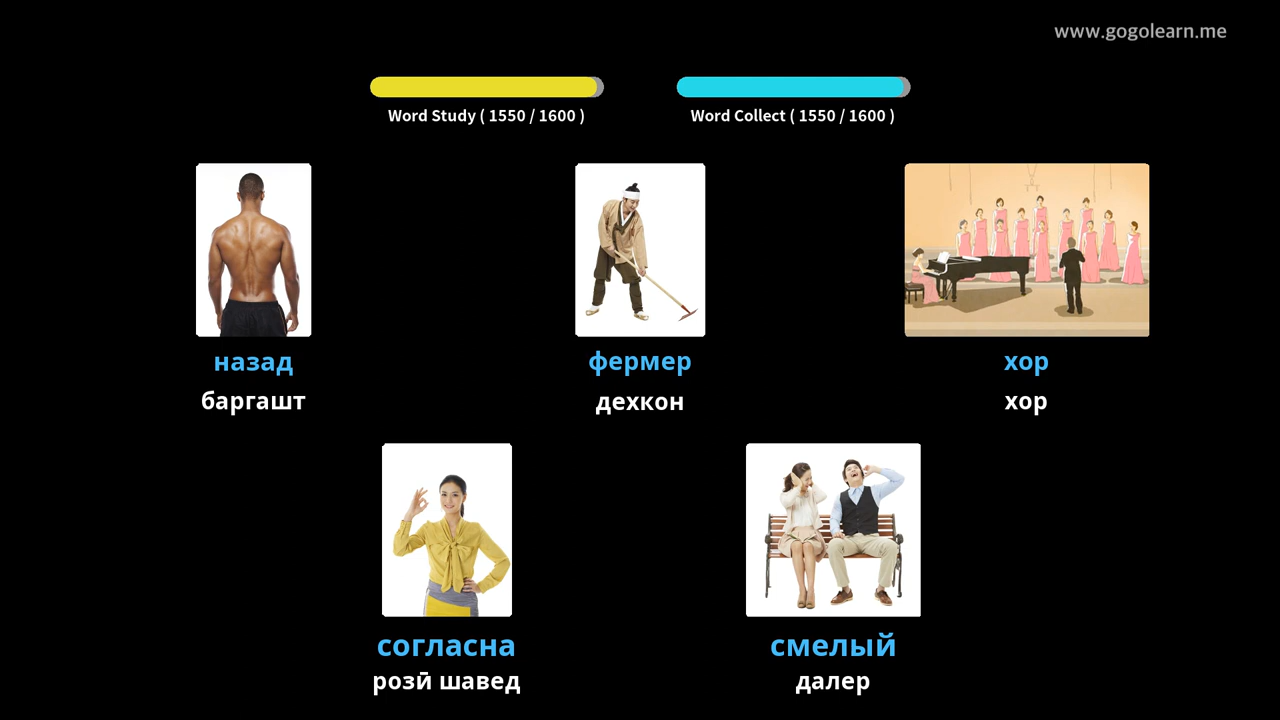 www.gogolearn.me
Word Study ( 1550 / 1600 )
Word Collect ( 1550 / 1600 )
назад
фермер
хор
баргашт
дехкон
хор
согласна
смелый
розӣ шавед
далер